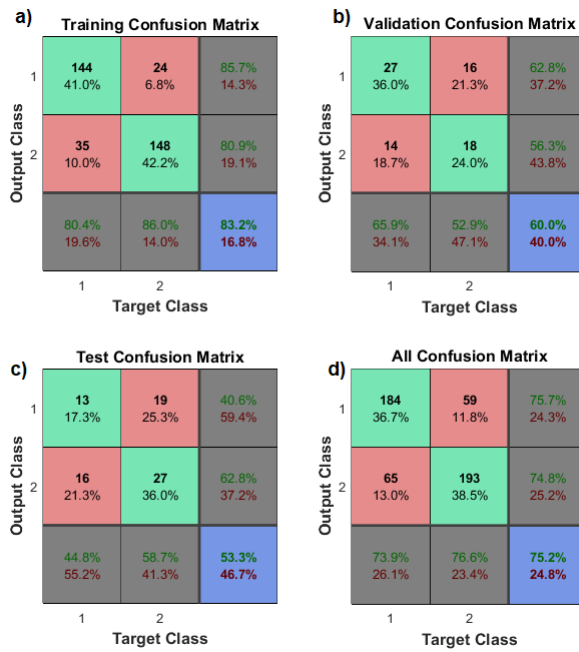 a) Training Confusion Matrix
144 24 85.7%
1
41.0% 6.8% 14.3%
35 148 80.9%
2
10.0% 42.2% 19.1%
80.4% 86.0% 83.2%
19.6% 14.0% 16.8%
1 2
Target Class
Output Class
b) Validation Confusion Matrix
27 16 62.8%
1
36.0% 21.3% 37.2%
14 18 56.3%
2
18.7% 24.0% 43.8%
65.9% 52.9% 60.0%
34.1% 47.1% 40.0%
1 2
Target Class
Output Class
c) Test Confusion Matrix
13 19 40.6%
1
17.3% 25.3% 59.4%
16 27 62.8%
2
21.3% 36.0% 37.2%
44.8% 58.7% 53.3%
55.2% 41.3% 46.7%
1 2
Target Class
Output Class
d) All Confusion Matrix
184 59 75.7%
1
36.7% 11.8% 24.3%
65 193 74.8%
2
13.0% 38.5% 25.2%
73.9% 76.6% 75.2%
26.1% 23.4% 24.8%
1 2
Target Class
Output Class